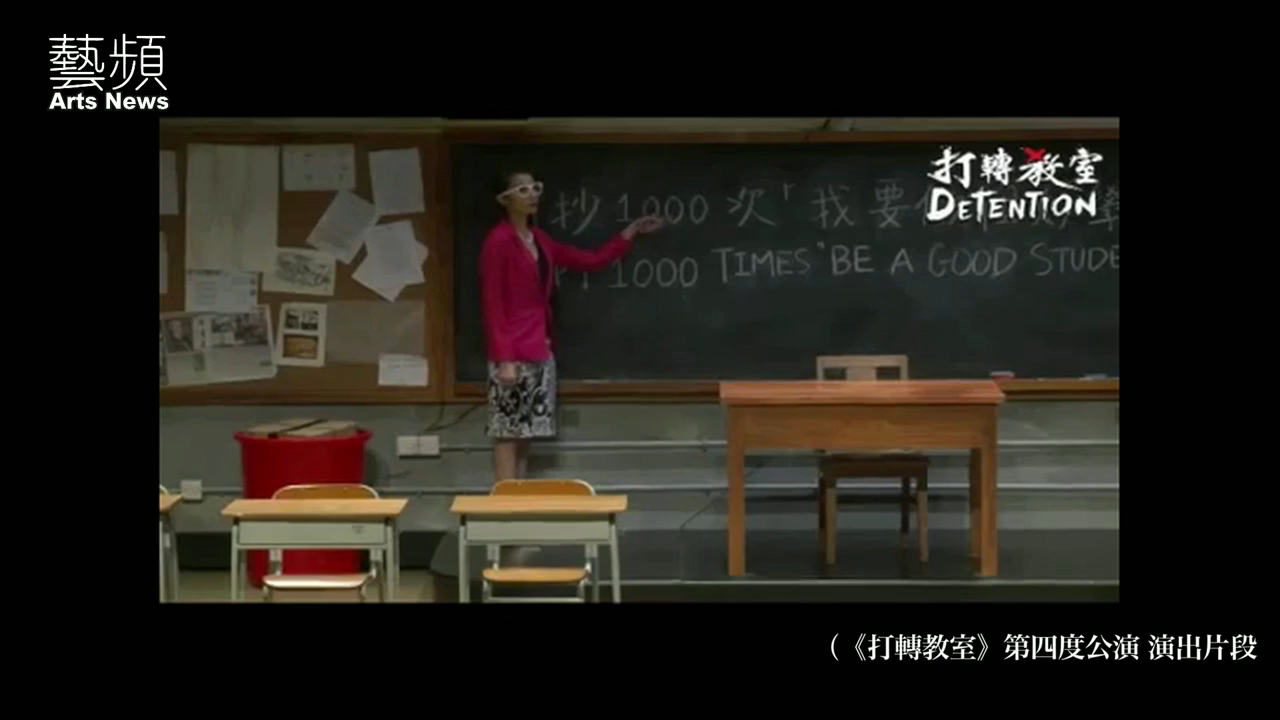 藝頻
Arts News
打轉教室
DETENTION
抄1000次「我要
1000 TIMES "BE A GOOD STUDE
（《打轉教室》第四度公演 演出片段